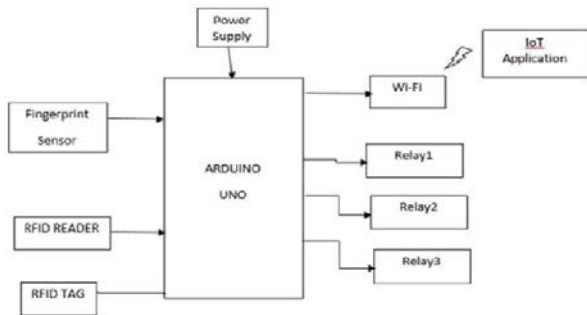 Power
Supply
IoT
Application
Wi-Fi
Fingerprint
Sensor
ARDUINO
UNO
Relay1
Relay2
RFID READER
Relay3
RFID TAG